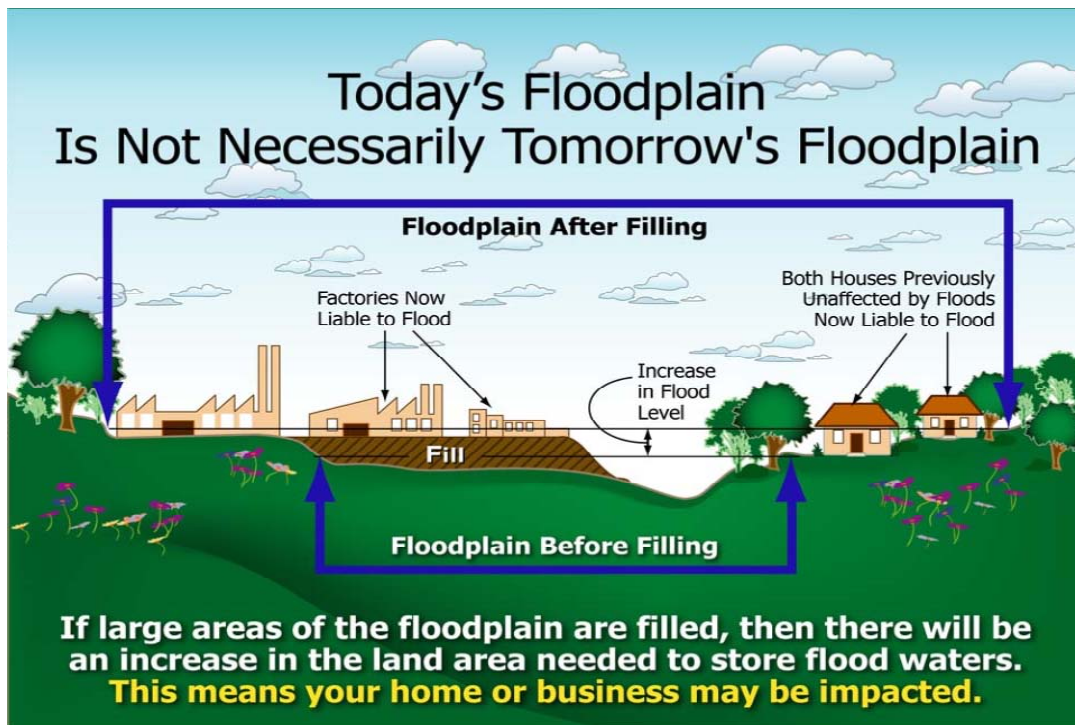 Today's Floodplain
Is Not Necessarily Tomorrow's Floodplain
Floodplain After Filling
Factories Now
Liable to Flood
Both Houses Previously
Unaffected by Floods
Now Liable to Flood
Increase
in Flood
Level
Fill
Floodplain Before Filling
If large areas of the floodplain are filled, then there will be
an increase in the land area needed to store flood waters.
This means your home or business may be impacted.